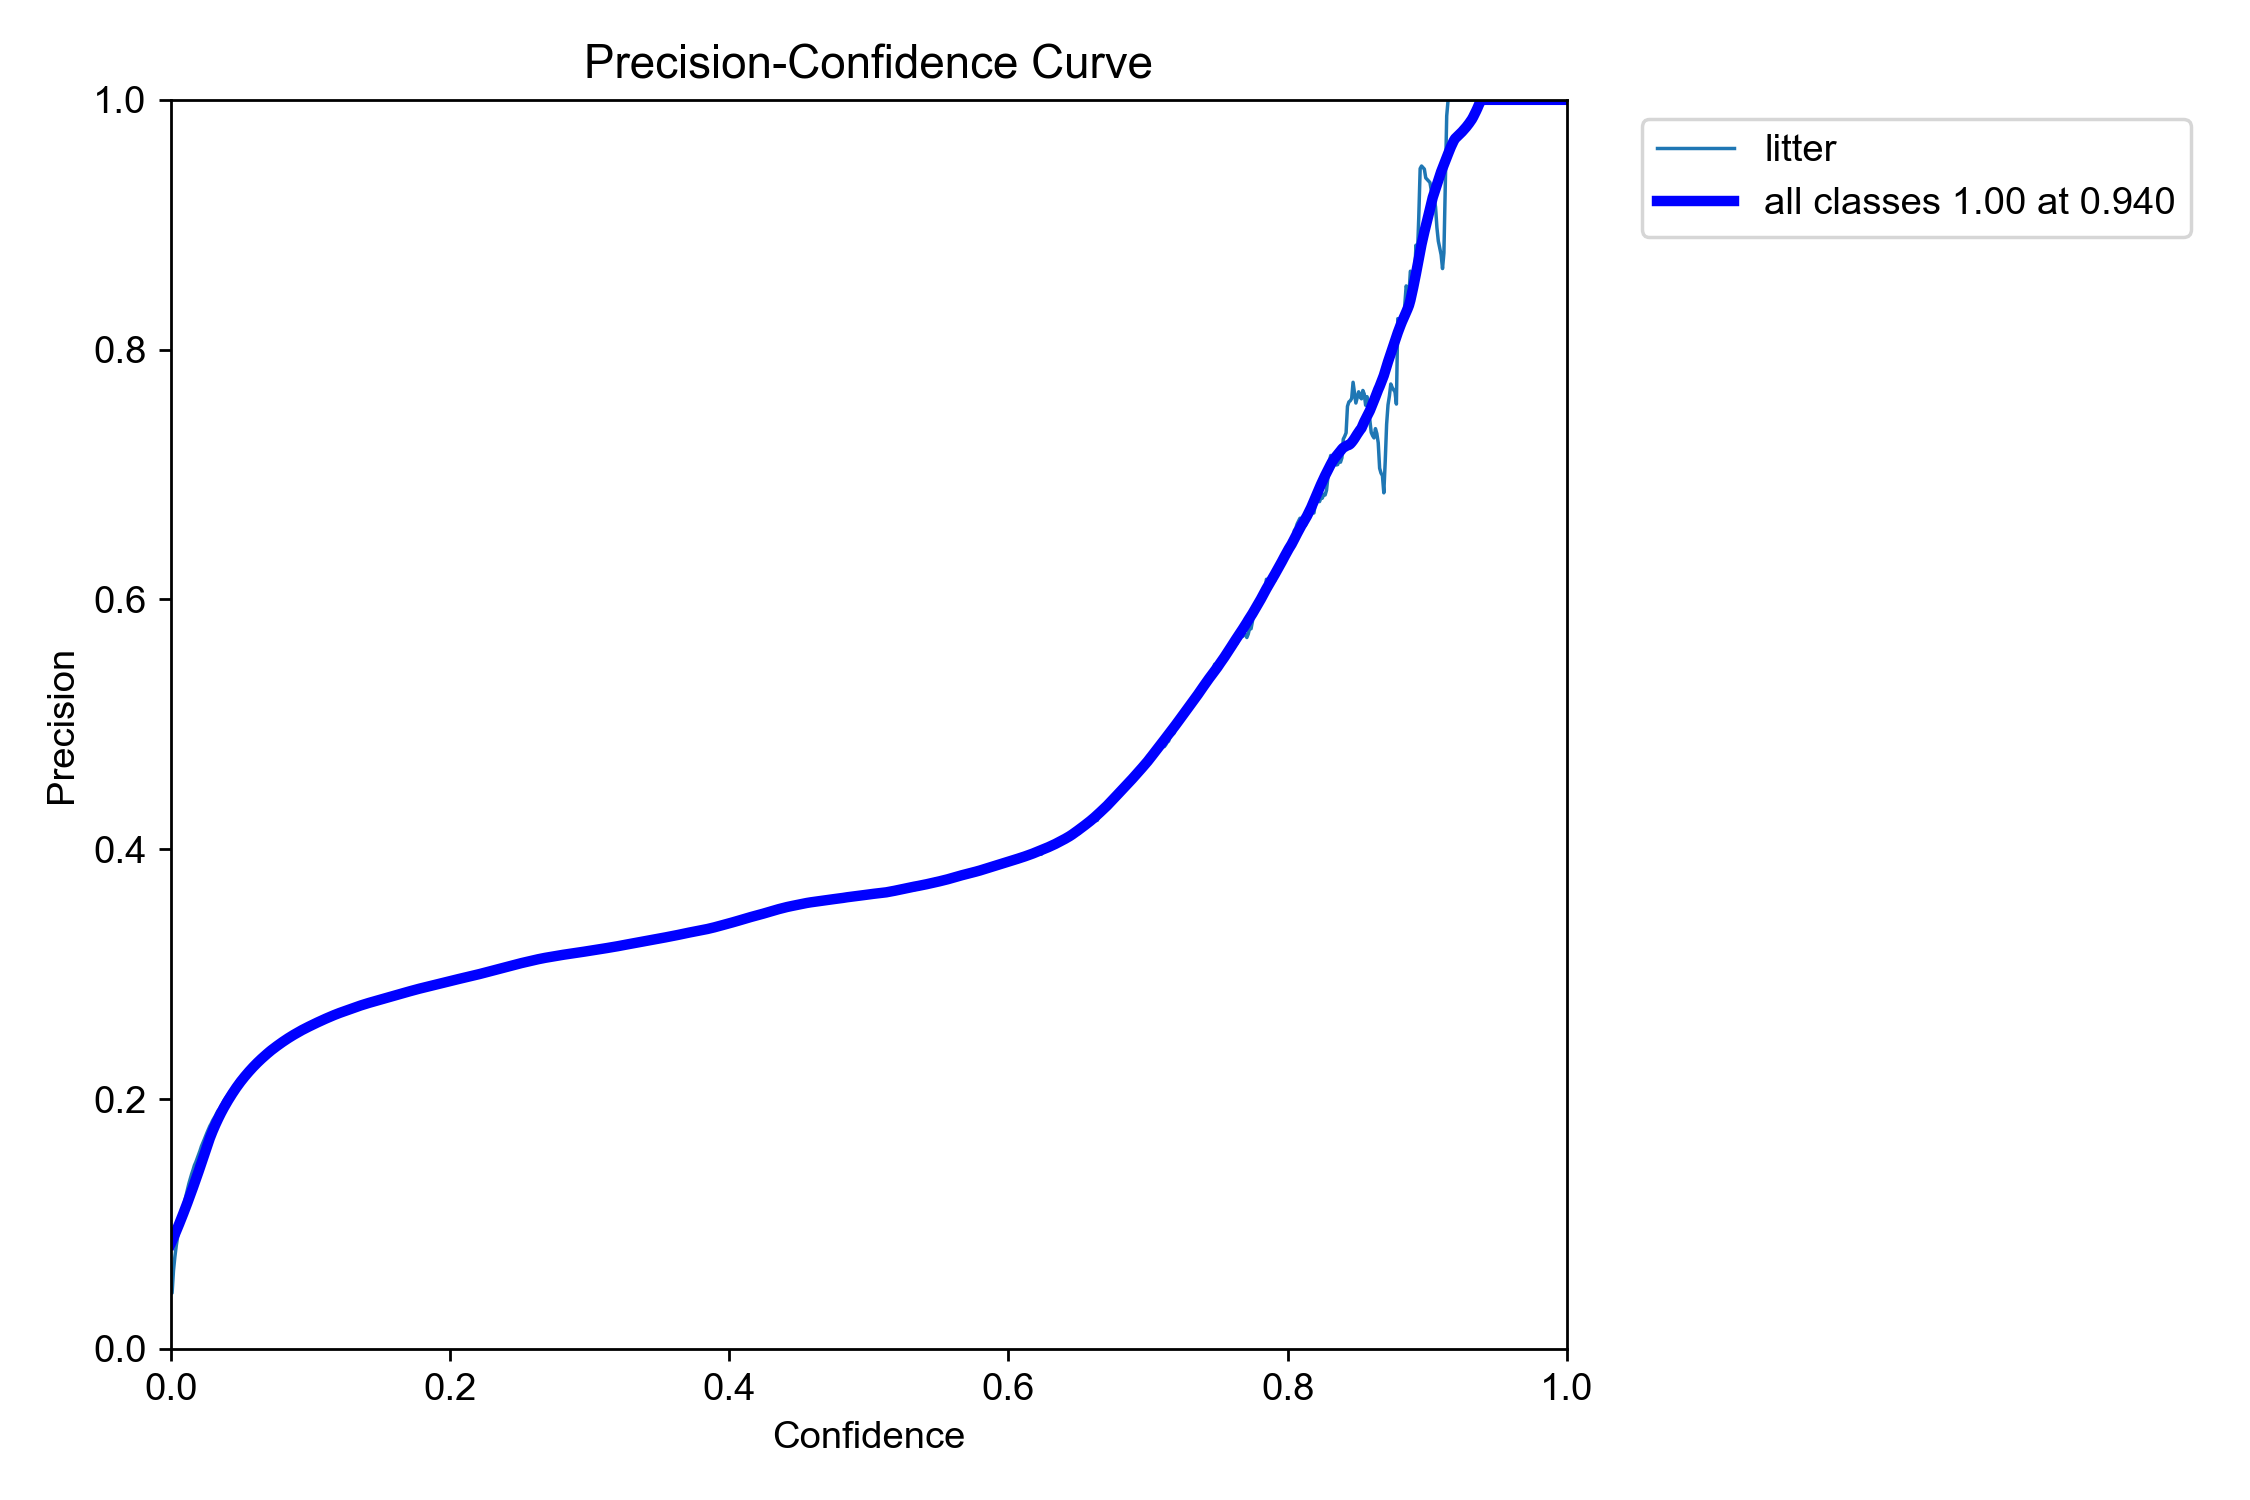 Precision-Confidence Curve
litter
all classes 1.00 at 0.940
Precision
1.0
0.8
0.6
0.4
0.2
0.0
0.0 0.2 0.4 0.6 0.8 1.0
Confidence